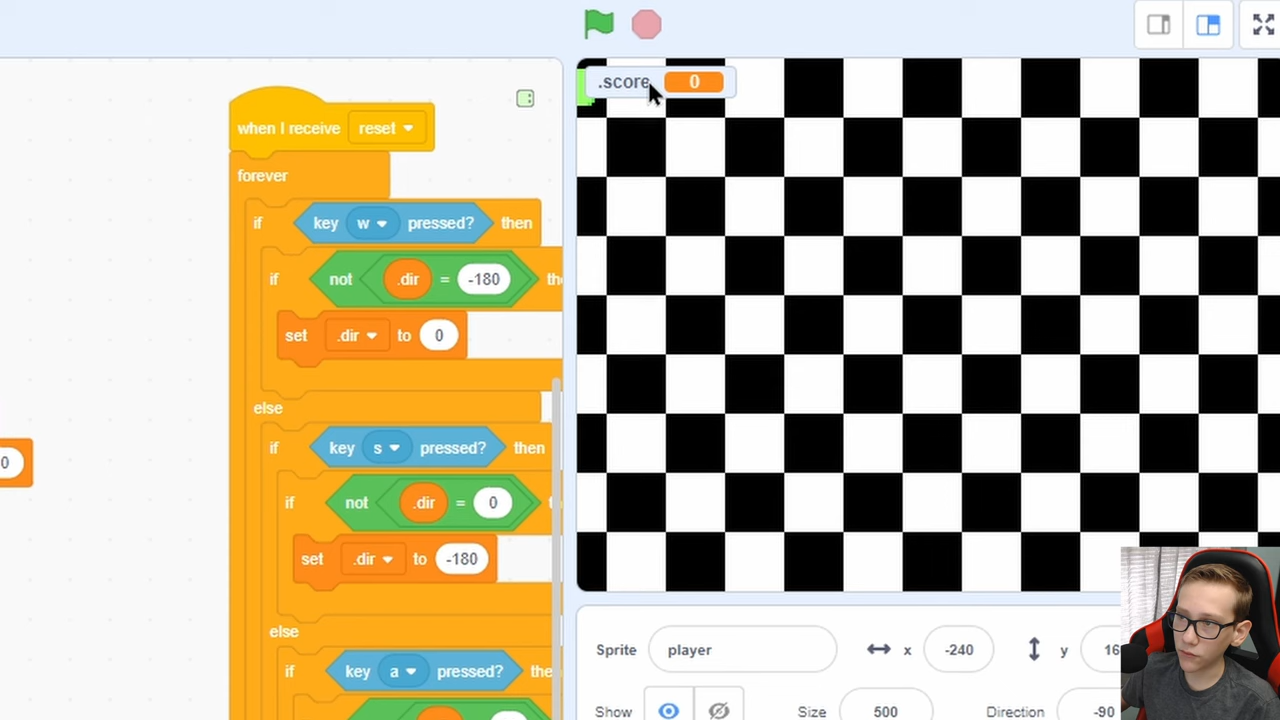 when I receive reset
forever
if key w pressed? then
if not .dir = -180
set .dir to 0
else
if key s pressed? then
if not .dir = 0
set .dir to -180
else
if key a pressed?
0
.score 0
Sprite player x -240 y
Show Size 500 Direction -90